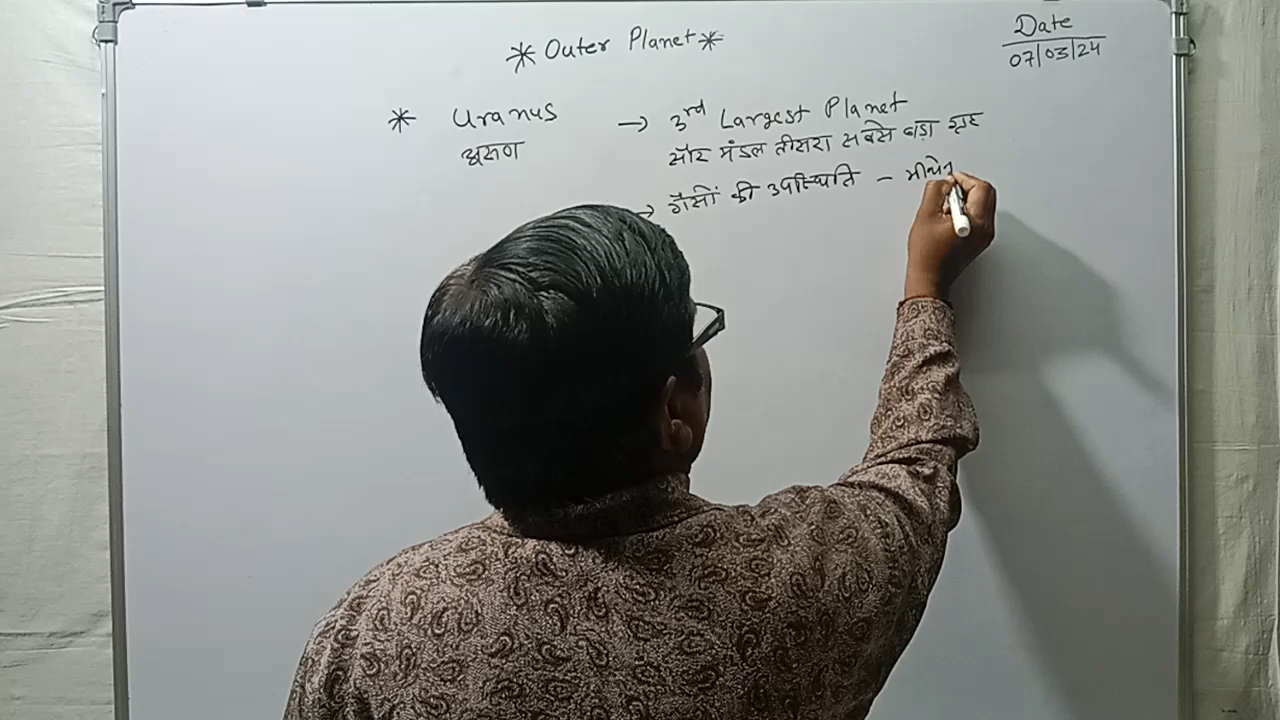 * Outer Planet *
Date
07/03/24
* Uranus
अरुण
→ 3rd Largest Planet
सौर मंडल तीसरा सबसे बड़ा ग्रह
→ गैसों की उपस्थिति -